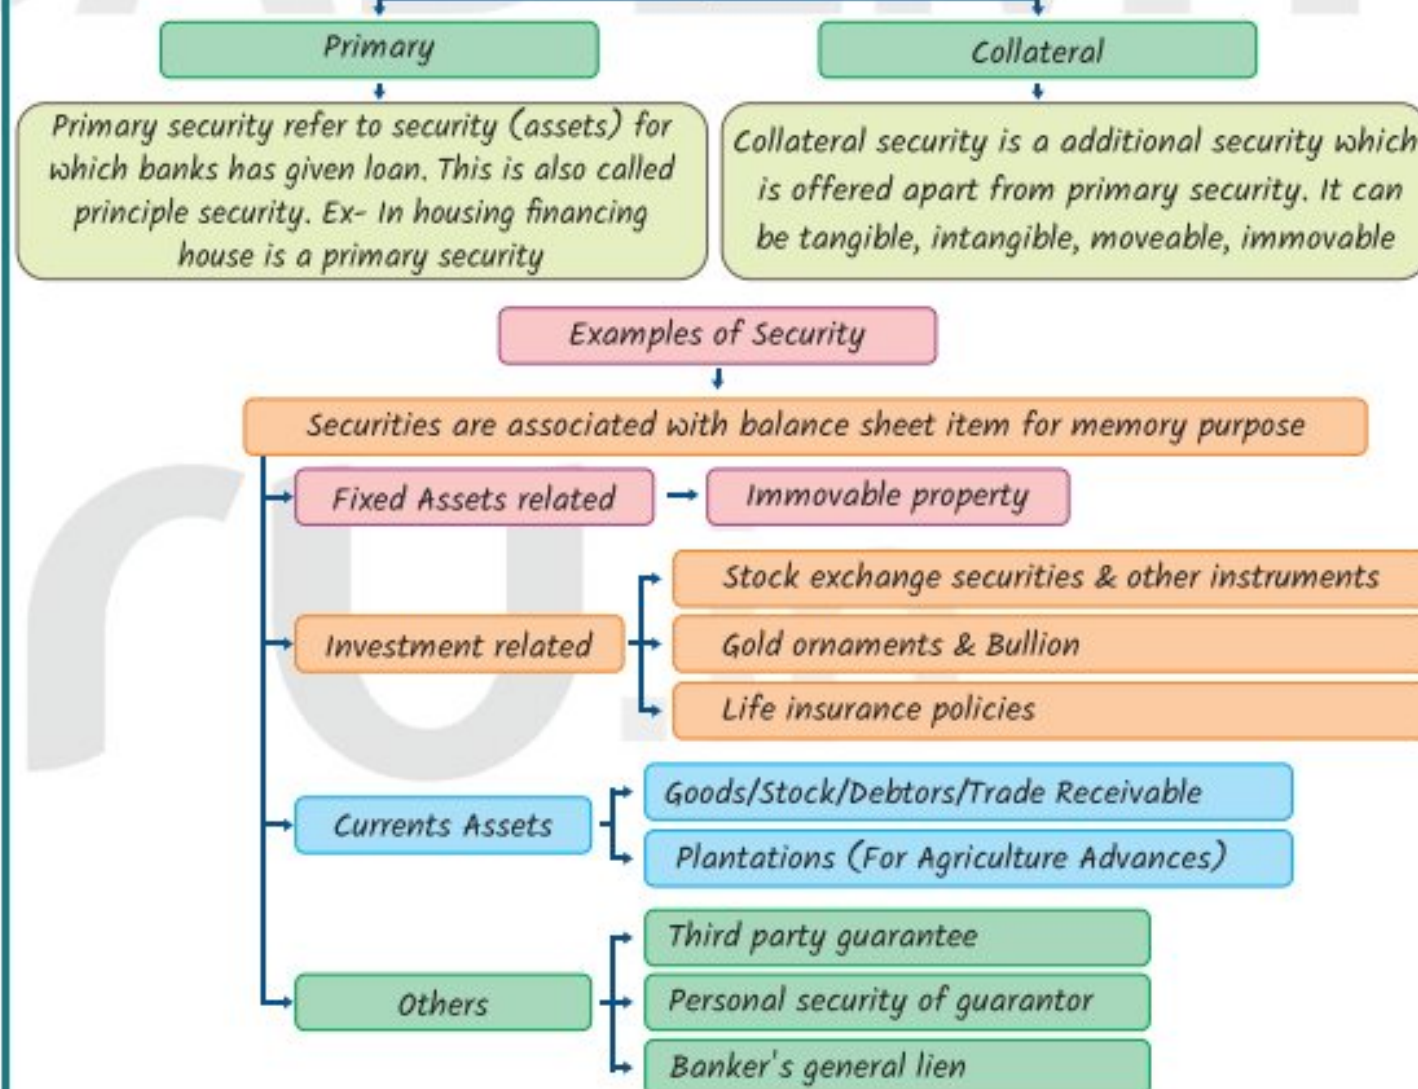 Primary
Collateral
Primary security refer to security (assets) for
which banks has given loan. This is also called
principle security. Ex- In housing financing
house is a primary security
Collateral security is a additional security which
is offered apart from primary security. It can
be tangible, intangible, moveable, immovable
Examples of Security
Securities are associated with balance sheet item for memory purpose
Fixed Assets related
Immovable property
Investment related
Stock exchange securities & other instruments
Gold ornaments & Bullion
Life insurance policies
Currents Assets
Goods/Stock/Debtors/Trade Receivable
Plantations (For Agriculture Advances)
Others
Third party guarantee
Personal security of guarantor
Banker's general lien